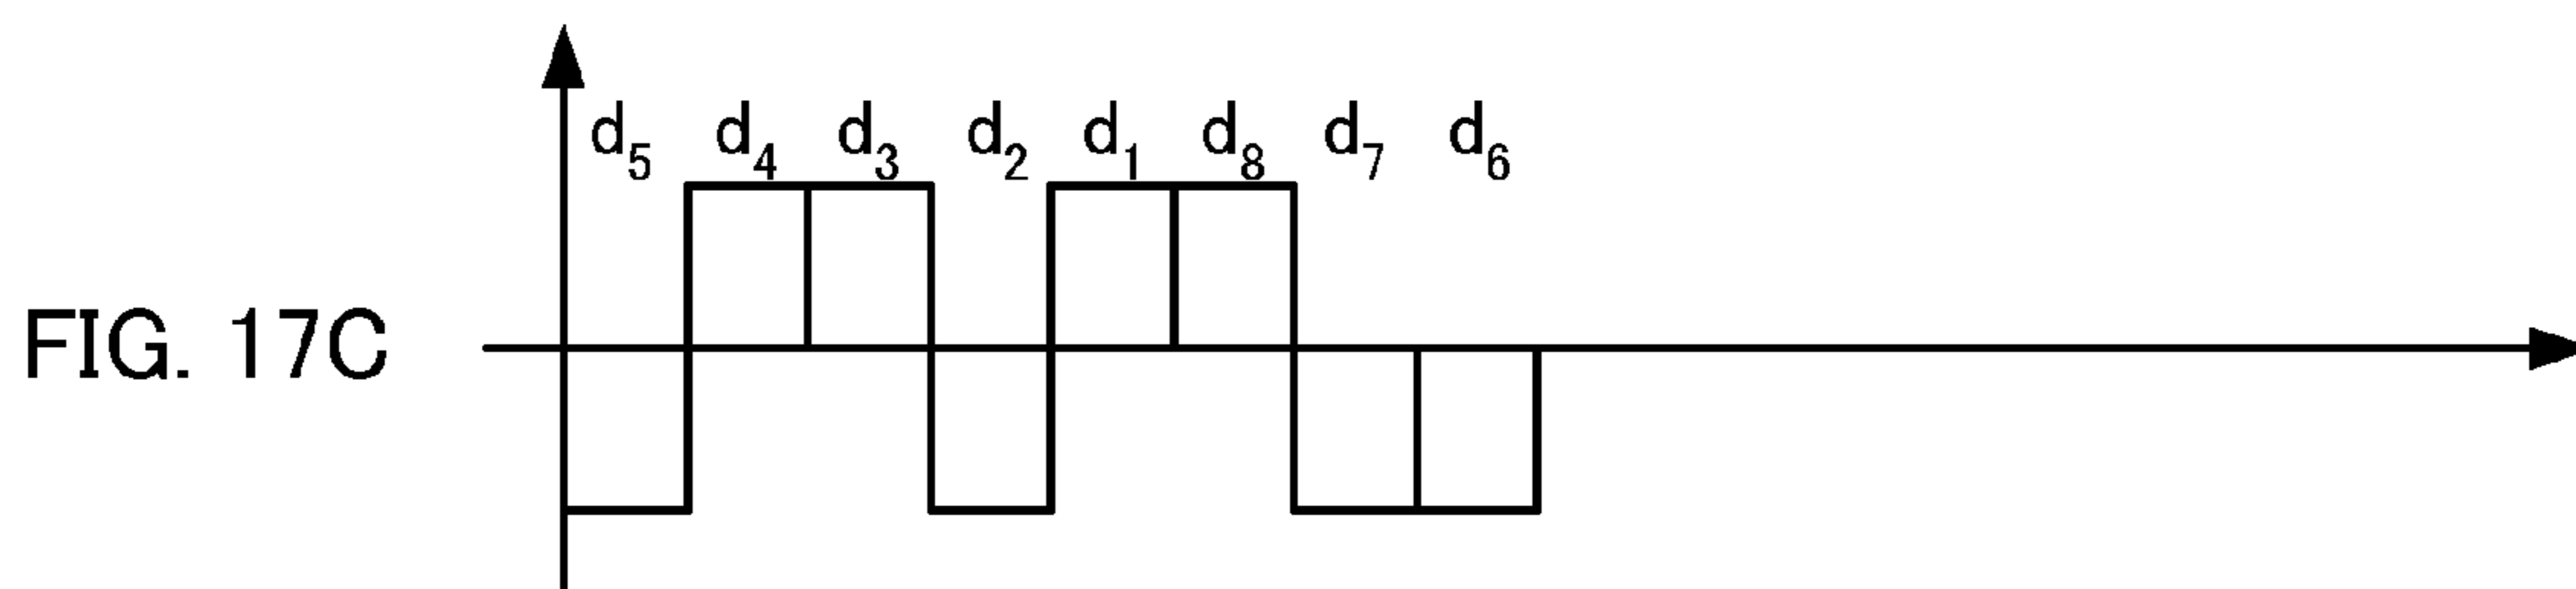 d₅ d₄ d₃ d₂ d₁ d₈ d₇ d₆
FIG. 17C